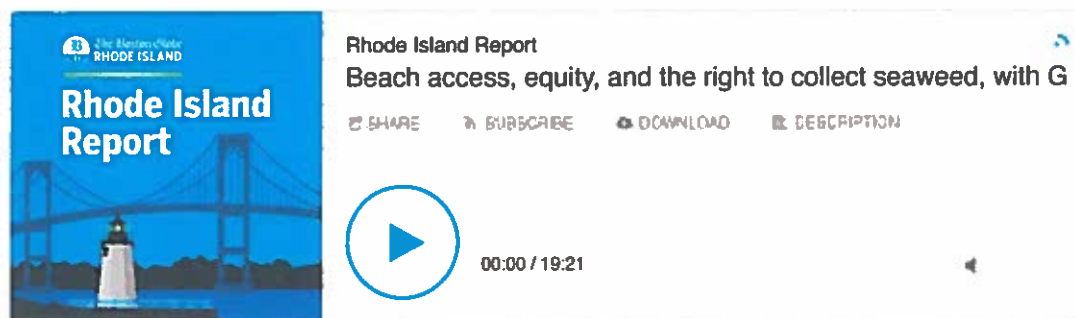 The Boston Globe
RHODE ISLAND
Rhode Island
Report
Rhode Island Report
Beach access, equity, and the right to collect seaweed, with G
SHARE SUBSCRIBE DOWNLOAD DESCRIPTION
00:00 / 19:21